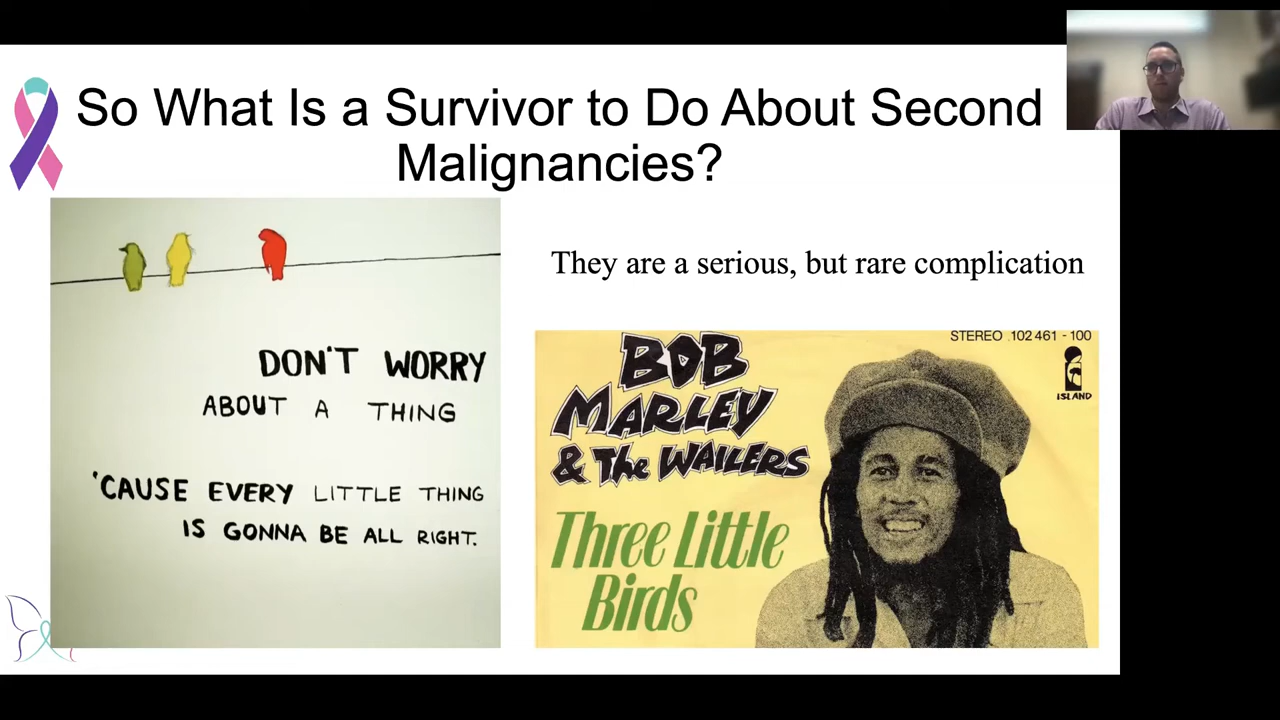 So What Is a Survivor to Do About Second
Malignancies?
DON'T WORRY
ABOUT A THING
'CAUSE EVERY LITTLE THING
IS GONNA BE ALL RIGHT.
They are a serious, but rare complication
STEREO 102 461 - 100
BOB
MARLEY
& The WAILERS
ISLAND
Three Little
Birds